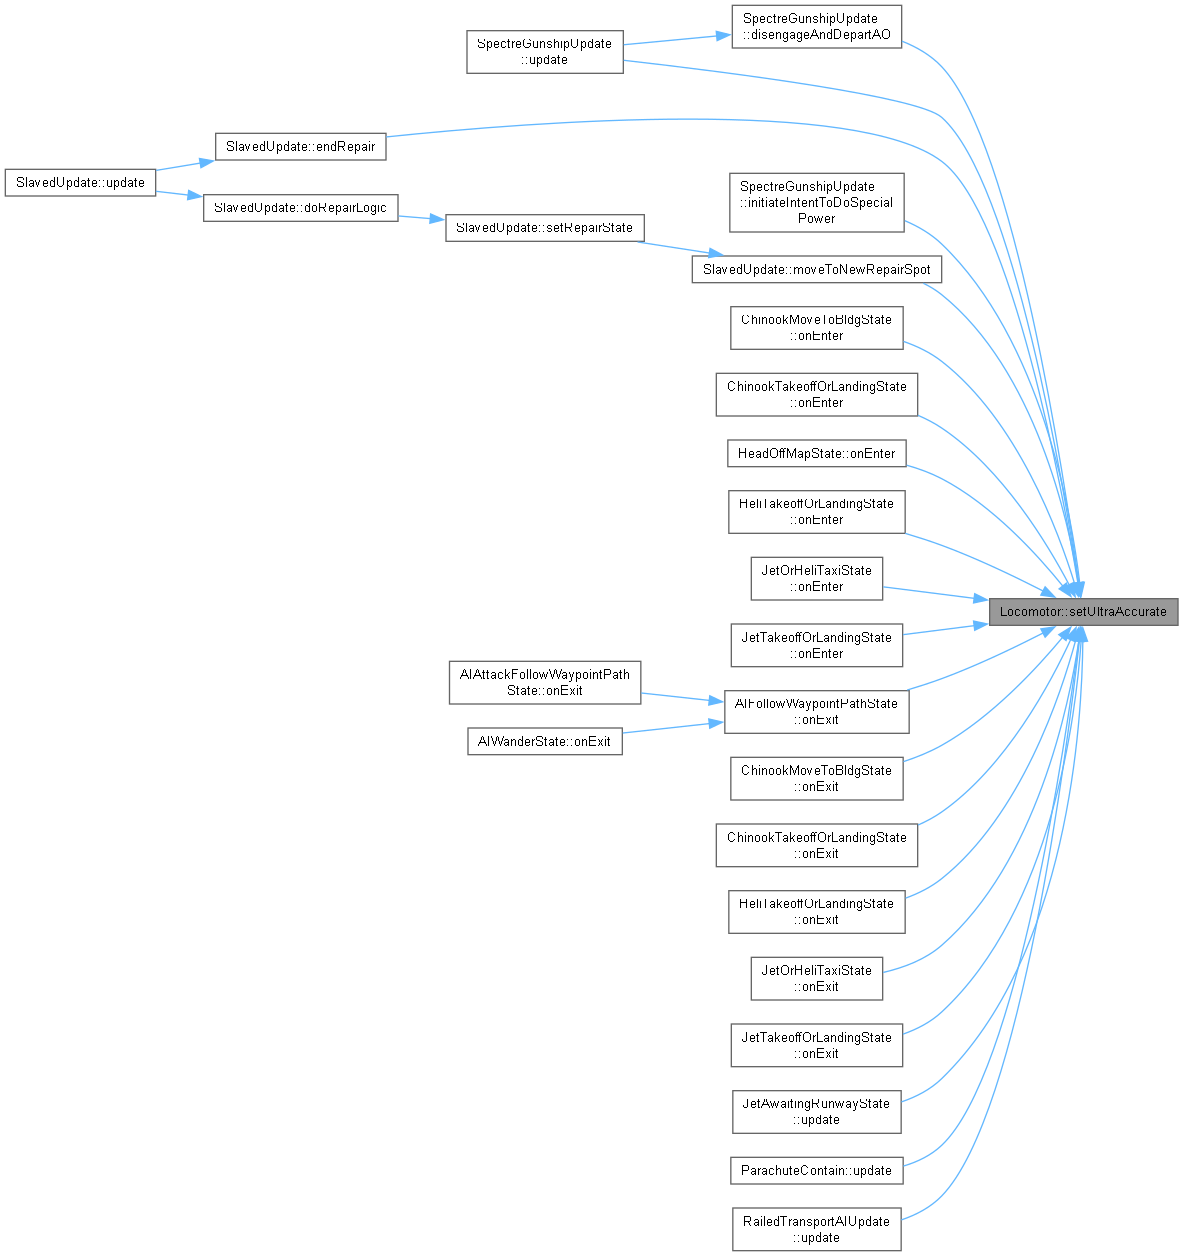 SpectreGunshipUpdate
::disengageAndDepartAO
SpectreGunshipUpdate
::update
SlavedUpdate::endRepair
SlavedUpdate::update
SlavedUpdate::doRepairLogic
SpectreGunshipUpdate
::initiateIntentToDoSpecial
Power
SlavedUpdate::setRepairState
SlavedUpdate::moveToNewRepairSpot
ChinookMoveToBldgState
::onEnter
ChinookTakeoffOrLandingState
::onEnter
HeadOffMapState::onEnter
HeliTakeoffOrLandingState
::onEnter
JetOrHeliTaxiState
::onEnter
Locomotor::setUltraAccurate
JetTakeoffOrLandingState
::onEnter
AIAttackFollowWaypointPath
State::onExit
AIFollowWaypointPathState
::onExit
AIWanderState::onExit
ChinookMoveToBldgState
::onExit
ChinookTakeoffOrLandingState
::onExit
HeliTakeoffOrLandingState
::onExit
JetOrHeliTaxiState
::onExit
JetTakeoffOrLandingState
::onExit
JetAwaitingRunwayState
::update
ParachuteContain::update
RailedTransportAIUpdate
::update